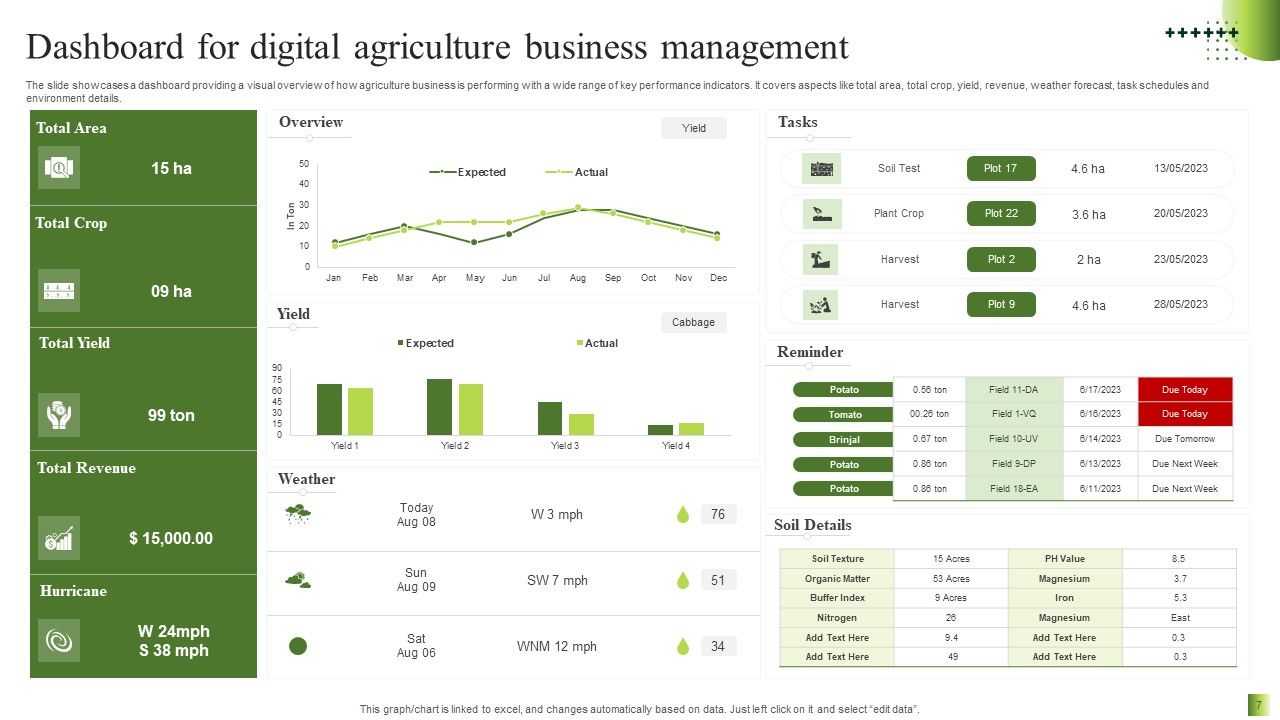 Dashboard for digital agriculture business management
The slide showcases a dashboard providing a visual overview of how agriculture business is performing with a wide range of key performance indicators. It covers aspects like total area, total crop, yield, revenue, weather forecast, task schedules and
environment details.
Total Area
15 ha
Total Crop
09 ha
Total Yield
99 ton
Total Revenue
$ 15,000.00
Hurricane
W 24mph
S 38 mph
Overview
Yield
Expected Actual
In Ton
50
40
30
20
10
0
Jan Feb Mar Apr May Jun Jul Aug Sep Oct Nov Dec
Yield
Cabbage
Expected Actual
90
75
60
45
30
15
0
Yield 1 Yield 2 Yield 3 Yield 4
Weather
Today
Aug 08
W 3 mph
76
Sun
Aug 09
SW 7 mph
51
Sat
Aug 06
WNM 12 mph
34
Tasks
Soil Test Plot 17 4.6 ha 13/05/2023
Plant Crop Plot 22 3.6 ha 20/05/2023
Harvest Plot 2 2 ha 23/05/2023
Harvest Plot 9 4.6 ha 28/05/2023
Reminder
Potato 0.56 ton Field 11-DA 6/17/2023 Due Today
Tomato 00.26 ton Field 1-VQ 6/16/2023 Due Today
Brinjal 0.67 ton Field 10-UV 6/14/2023 Due Tomorrow
Potato 0.86 ton Field 9-DP 6/13/2023 Due Next Week
Potato 0.86 ton Field 18-EA 6/11/2023 Due Next Week
Soil Details
Soil Texture 15 Acres PH Value 8.5
Organic Matter 53 Acres Magnesium 3.7
Buffer Index 9 Acres Iron 5.3
Nitrogen 26 Magnesium East
Add Text Here 9.4 Add Text Here 0.3
Add Text Here 49 Add Text Here 0.3
This graph/chart is linked to excel, and changes automatically based on data. Just left click on it and select “edit data”.
7